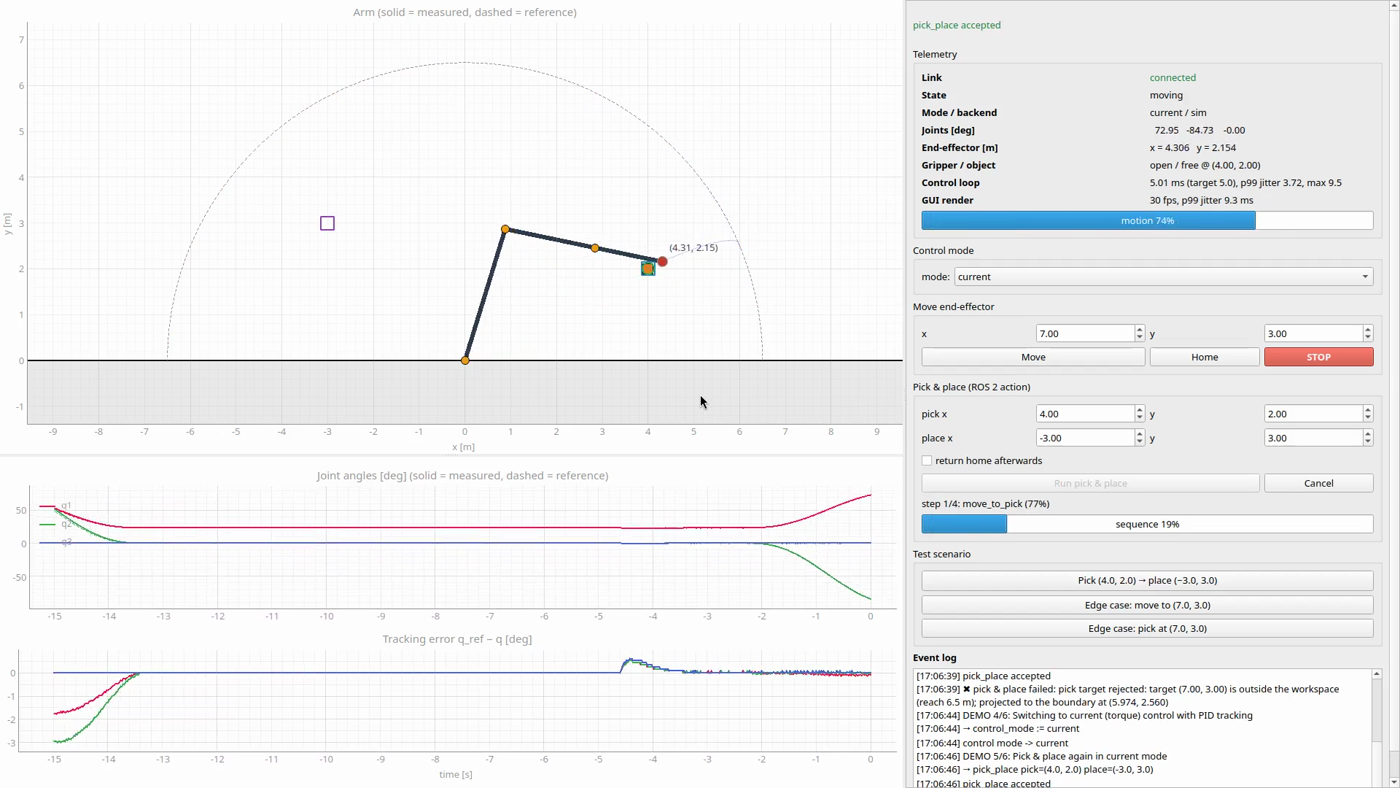 Arm (solid = measured, dashed = reference)
y [m]
7
6
5
4
3
2
1
0
-1
(4.31, 2.15)
-9 -8 -7 -6 -5 -4 -3 -2 -1 0 1 2 3 4 5 6 7 8 9
x [m]
Joint angles [deg] (solid = measured, dashed = reference)
q1
q2
q3
50
0
-50
-15 -14 -13 -12 -11 -10 -9 -8 -7 -6 -5 -4 -3 -2 -1 0
Tracking error q_ref − q [deg]
0
-1
-2
-3
-15 -14 -13 -12 -11 -10 -9 -8 -7 -6 -5 -4 -3 -2 -1 0
time [s]
pick_place accepted
Telemetry
Link connected
State moving
Mode / backend current / sim
Joints [deg] 72.95 -84.73 -0.00
End-effector [m] x = 4.306 y = 2.154
Gripper / object open / free @ (4.00, 2.00)
Control loop 5.01 ms (target 5.0), p99 jitter 3.72, max 9.5
GUI render 30 fps, p99 jitter 9.3 ms
motion 74%
Control mode
mode: current
Move end-effector
x 7.00 y 3.00
Move Home STOP
Pick & place (ROS 2 action)
pick x 4.00 y 2.00
place x -3.00 y 3.00
return home afterwards
Run pick & place Cancel
step 1/4: move_to_pick (77%)
sequence 19%
Test scenario
Pick (4.0, 2.0) → place (−3.0, 3.0)
Edge case: move to (7.0, 3.0)
Edge case: pick at (7.0, 3.0)
Event log
[17:06:39] pick_place accepted
[17:06:39] ✖ pick & place failed: pick target rejected: target (7.00, 3.00) is outside the workspace
(reach 6.5 m); projected to the boundary at (5.974, 2.560)
[17:06:44] DEMO 4/6: Switching to current (torque) control with PID tracking
[17:06:44] → control_mode := current
[17:06:44] control mode -> current
[17:06:46] DEMO 5/6: Pick & place again in current mode
[17:06:46] → pick_place pick=(4.0, 2.0) place=(-3.0, 3.0)
[17:06:46] pick_place accepted